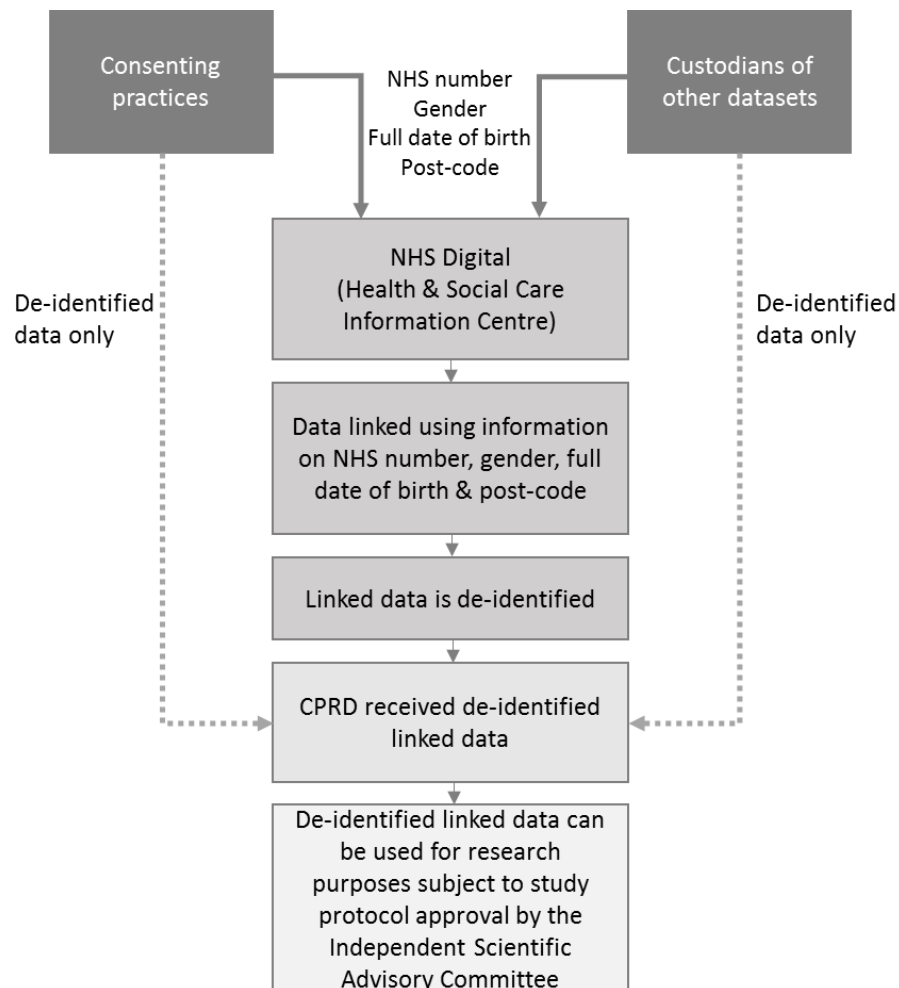 Consenting
practices
NHS number
Gender
Full date of birth
Post-code
Custodians of
other datasets
NHS Digital
(Health & Social Care
Information Centre)
De-identified
data only
De-identified
data only
Data linked using information
on NHS number, gender, full
date of birth & post-code
Linked data is de-identified
CPRD received de-identified
linked data
De-identified linked data can
be used for research
purposes subject to study
protocol approval by the
Independent Scientific
Advisory Committee